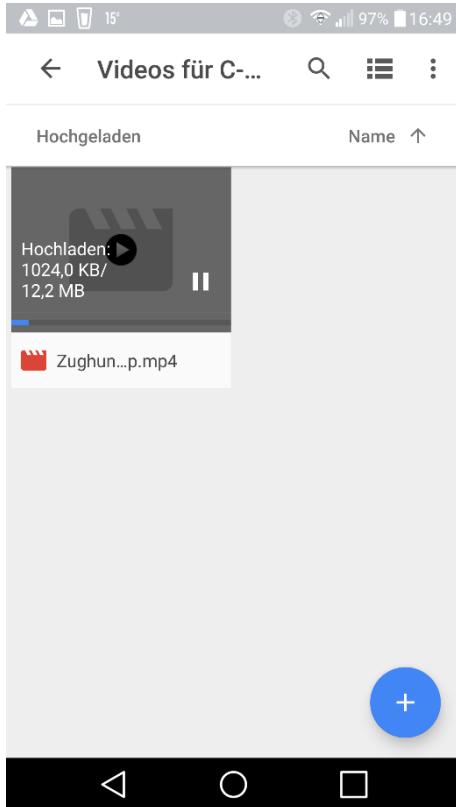 15° 97% 16:49
Videos für C-...
Hochgeladen Name
Hochladen:
1024,0 KB/
12,2 MB
Zughun...p.mp4